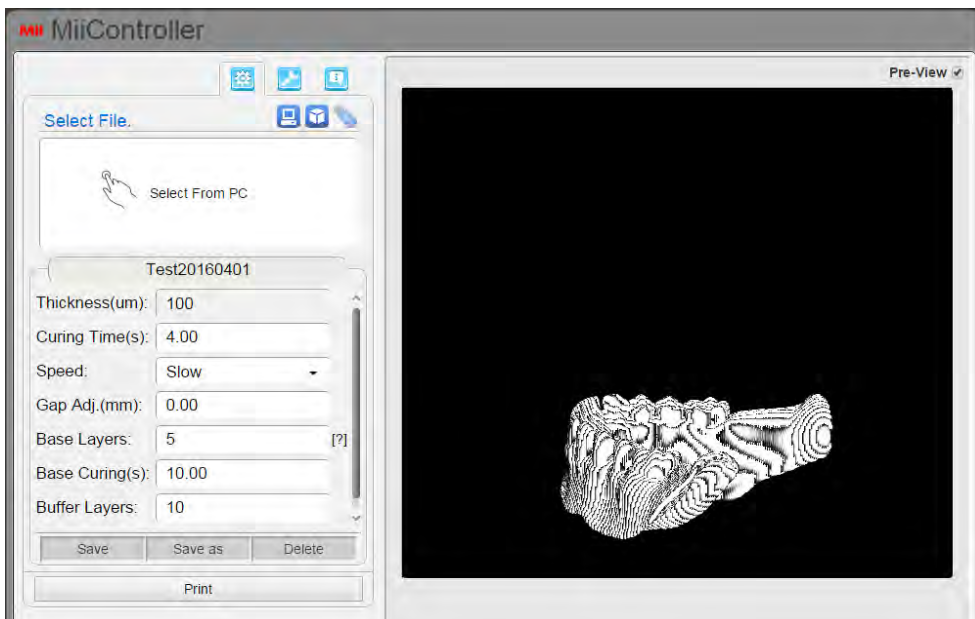 Mii MiiController
Pre-View
Select File.
Select From PC
Test20160401
Thickness(um): 100
Curing Time(s): 4.00
Speed: Slow
Gap Adj.(mm): 0.00
Base Layers: 5 [?]
Base Curing(s): 10.00
Buffer Layers: 10
Save Save as Delete
Print